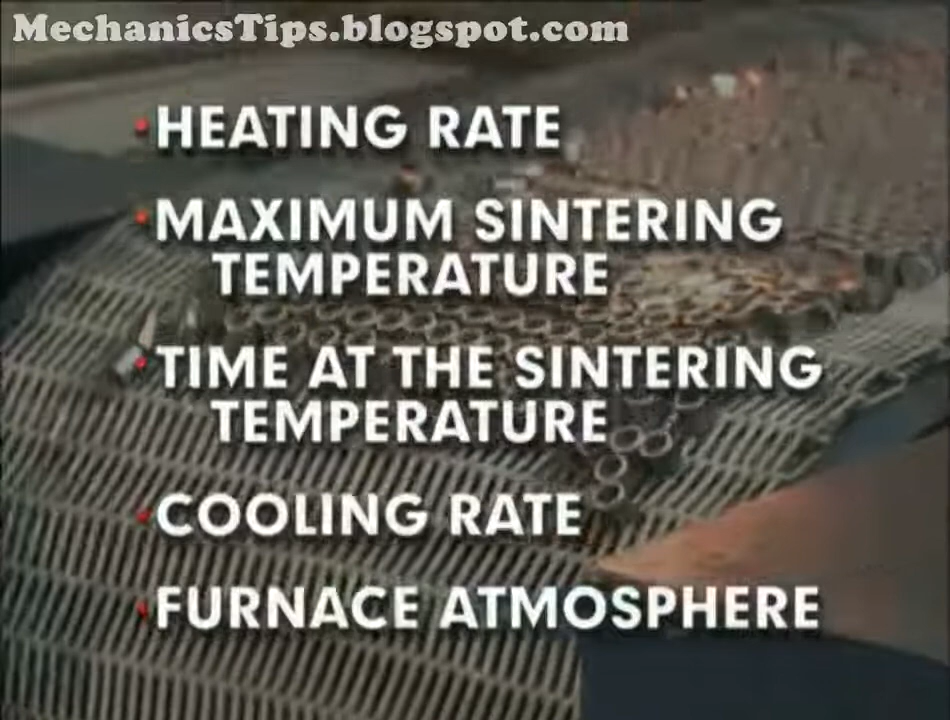 MechanicsTips.blogspot.com
•HEATING RATE
•MAXIMUM SINTERING
TEMPERATURE
•TIME AT THE SINTERING
TEMPERATURE
•COOLING RATE
•FURNACE ATMOSPHERE